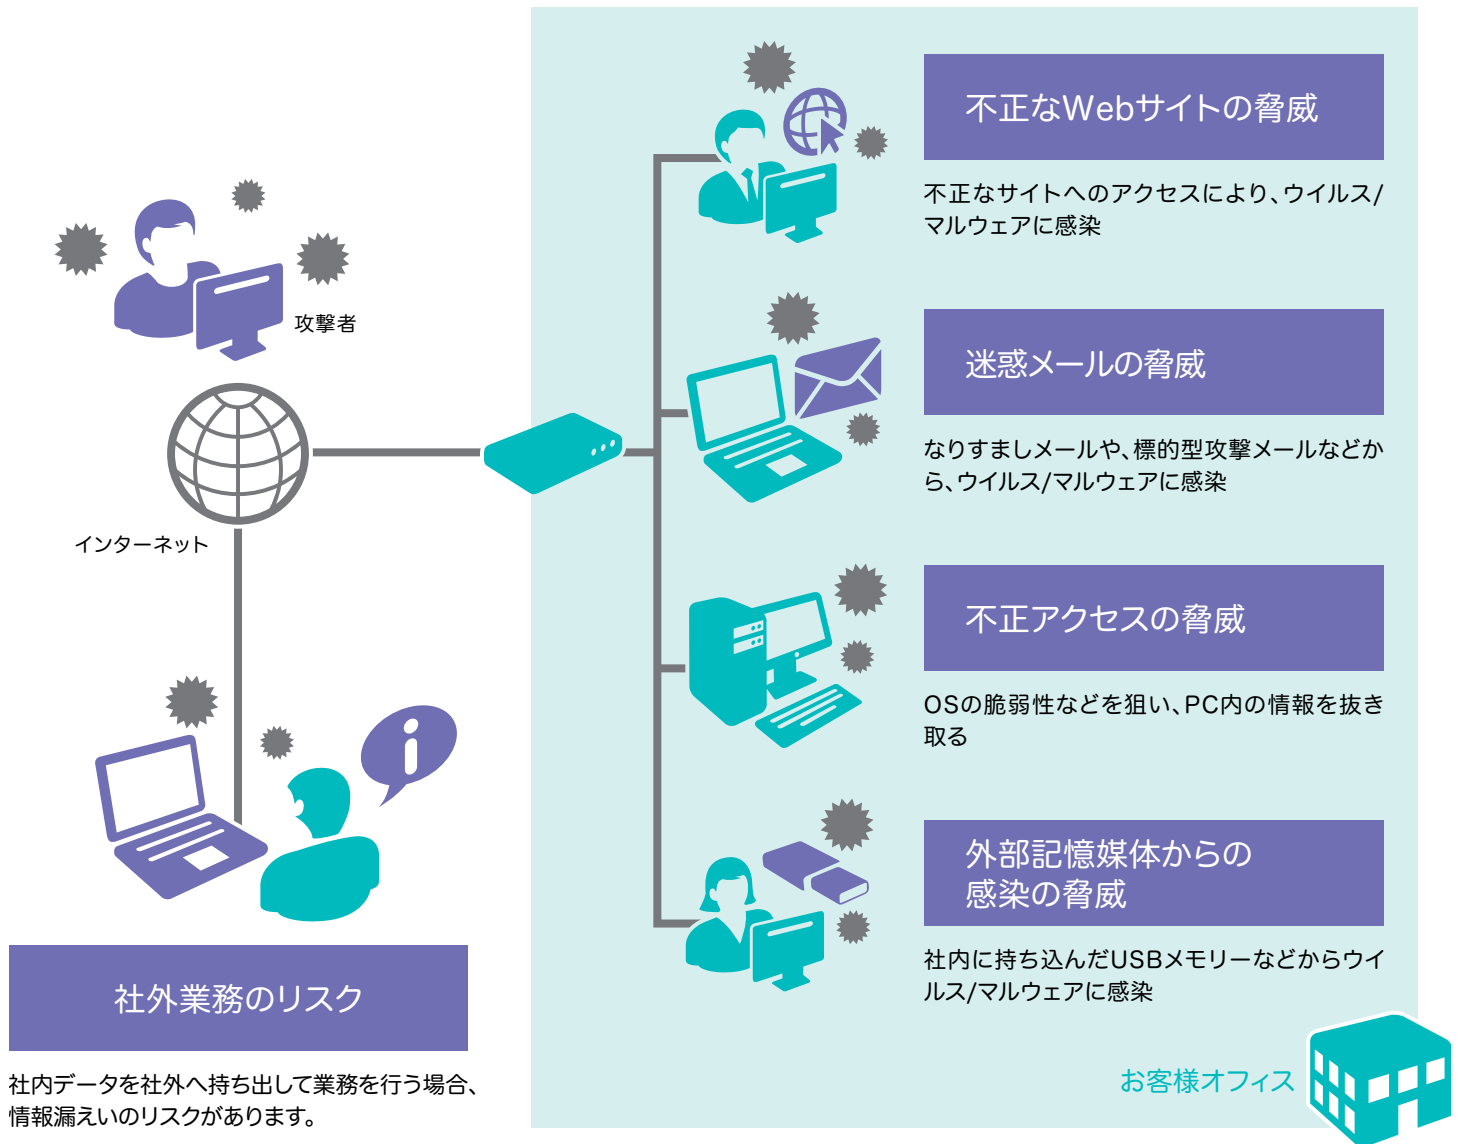 攻撃者
インターネット
社外業務のリスク
社内データを社外へ持ち出して業務を行う場合、
情報漏えいのリスクがあります。
不正なWebサイトの脅威
不正なサイトへのアクセスにより、ウイルス/
マルウェアに感染
迷惑メールの脅威
なりすましメールや、標的型攻撃メールなどか
ら、ウイルス/マルウェアに感染
不正アクセスの脅威
OSの脆弱性などを狙い、PC内の情報を抜き
取る
外部記憶媒体からの
感染の脅威
社内に持ち込んだUSBメモリーなどからウイ
ルス/マルウェアに感染
お客様オフィス